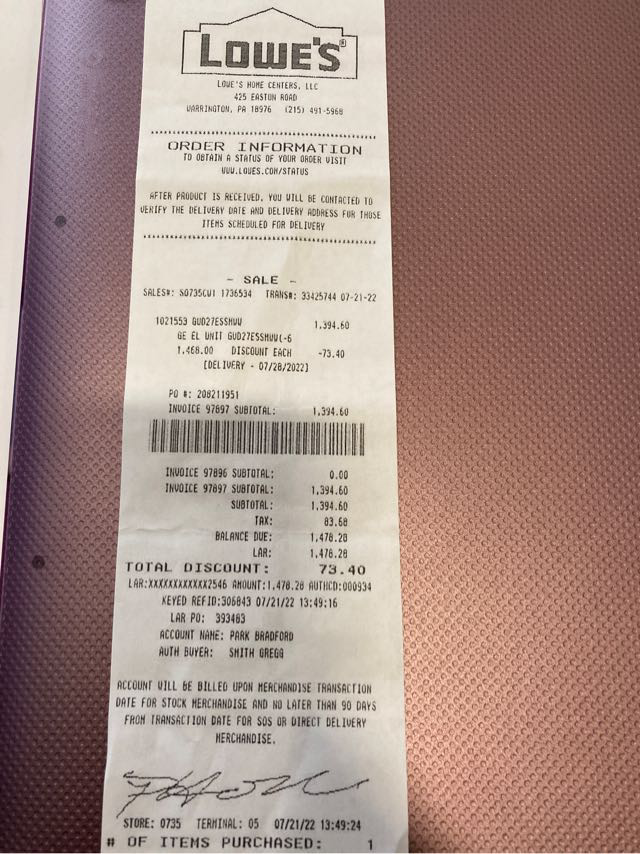 LOWE'S®
LOWE'S HOME CENTERS, LLC
425 EASTON ROAD
WARRINGTON, PA 18976 (215) 491-5968
ORDER INFORMATION
TO OBTAIN A STATUS OF YOUR ORDER VISIT
WWW.LOWES.COM/STATUS
AFTER PRODUCT IS RECEIVED, YOU WILL BE CONTACTED TO
VERIFY THE DELIVERY DATE AND DELIVERY ADDRESS FOR THOSE
ITEMS SCHEDULED FOR DELIVERY
- SALE -
SALES#: S0735CW1 1736534 TRANS#: 33425744 07-21-22
1021553 GUD27ESSMWW 1,394.60
GE EL UNIT GUD27ESSMWW(-6
1,468.00 DISCOUNT EACH -73.40
[DELIVERY - 07/28/2022]
PO #: 208211951
INVOICE 97897 SUBTOTAL: 1,394.60
INVOICE 97896 SUBTOTAL: 0.00
INVOICE 97897 SUBTOTAL: 1,394.60
SUBTOTAL: 1,394.60
TAX: 83.68
BALANCE DUE: 1,478.28
LAR: 1,478.28
TOTAL DISCOUNT: 73.40
LAR:XXXXXXXXXXXX2546 AMOUNT:1,478.28 AUTHCD:000934
KEYED REFID:306843 07/21/22 13:49:16
LAR PO: 393483
ACCOUNT NAME: PARK BRADFORD
AUTH BUYER: SMITH GREGG
ACCOUNT WILL BE BILLED UPON MERCHANDISE TRANSACTION
DATE FOR STOCK MERCHANDISE AND NO LATER THAN 90 DAYS
FROM TRANSACTION DATE FOR SOS OR DIRECT DELIVERY
MERCHANDISE.
STORE: 0735 TERMINAL: 05 07/21/22 13:49:24
# OF ITEMS PURCHASED: 1